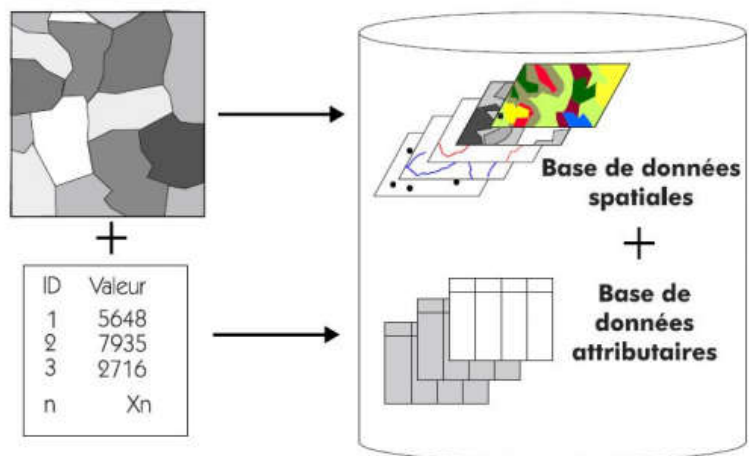 +
ID Valeur
1 5648
2 7935
3 2716
n Xn
Base de données
spatiales
+
Base de
données
attributaires